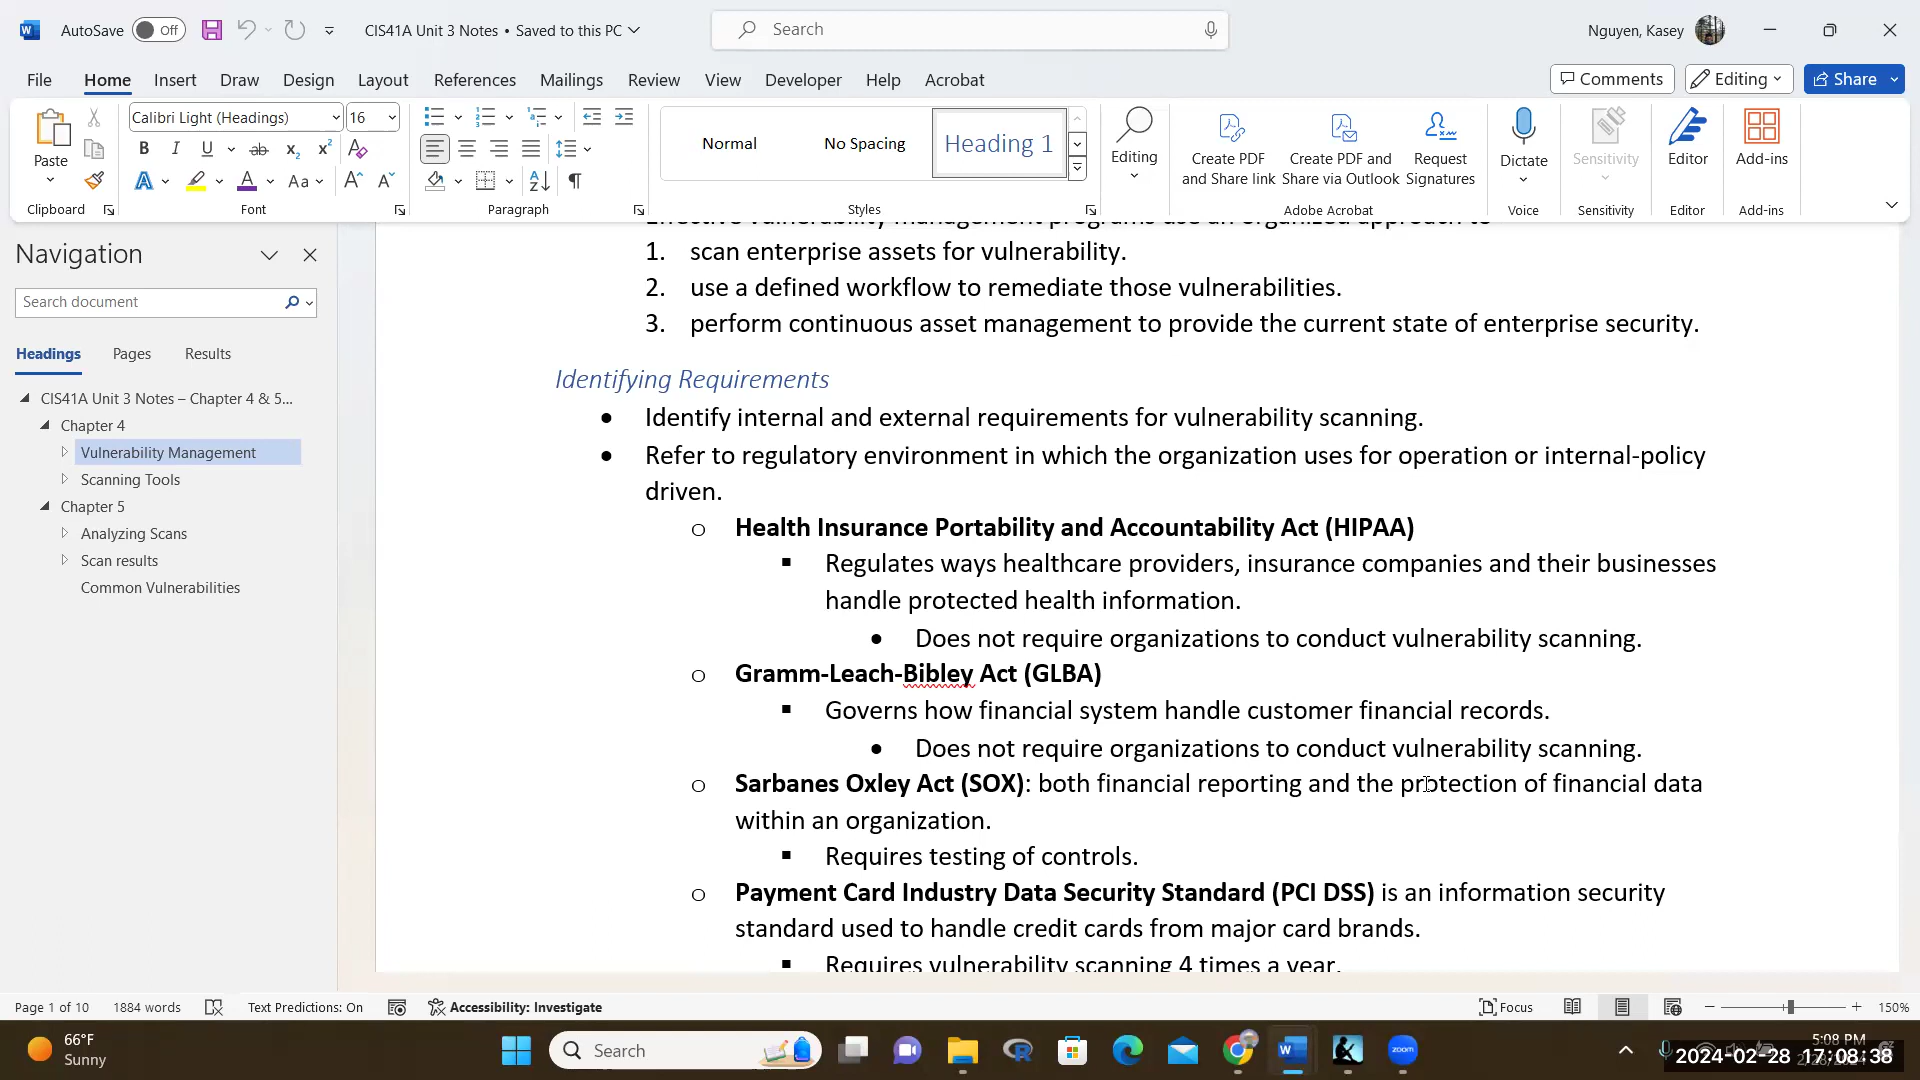 AutoSave Off CIS41A Unit 3 Notes • Saved to this PC Search Nguyen, Kasey
File Home Insert Draw Design Layout References Mailings Review View Developer Help Acrobat Comments Editing Share
Paste Calibri Light (Headings) 16 Normal No Spacing Heading 1 Editing Create PDF and Share link Create PDF and Share via Outlook Request Signatures Dictate Sensitivity Editor Add-ins
Clipboard Font Paragraph Styles Adobe Acrobat Voice Sensitivity Editor Add-ins
Navigation
Search document
Headings Pages Results
CIS41A Unit 3 Notes – Chapter 4 & 5...
Chapter 4
Vulnerability Management
Scanning Tools
Chapter 5
Analyzing Scans
Scan results
Common Vulnerabilities
Effective vulnerability management programs use an organized approach to
1. scan enterprise assets for vulnerability.
2. use a defined workflow to remediate those vulnerabilities.
3. perform continuous asset management to provide the current state of enterprise security.
Identifying Requirements
• Identify internal and external requirements for vulnerability scanning.
• Refer to regulatory environment in which the organization uses for operation or internal-policy
driven.
o Health Insurance Portability and Accountability Act (HIPAA)
▪ Regulates ways healthcare providers, insurance companies and their businesses
handle protected health information.
• Does not require organizations to conduct vulnerability scanning.
o Gramm-Leach-Bibley Act (GLBA)
▪ Governs how financial system handle customer financial records.
• Does not require organizations to conduct vulnerability scanning.
o Sarbanes Oxley Act (SOX): both financial reporting and the protection of financial data
within an organization.
▪ Requires testing of controls.
o Payment Card Industry Data Security Standard (PCI DSS) is an information security
standard used to handle credit cards from major card brands.
▪ Requires vulnerability scanning 4 times a year.
Page 1 of 10 1884 words Text Predictions: On Accessibility: Investigate Focus 150%
66°F
Sunny
Search
zoom
5:08 PM
2024-02-28 17:08:38